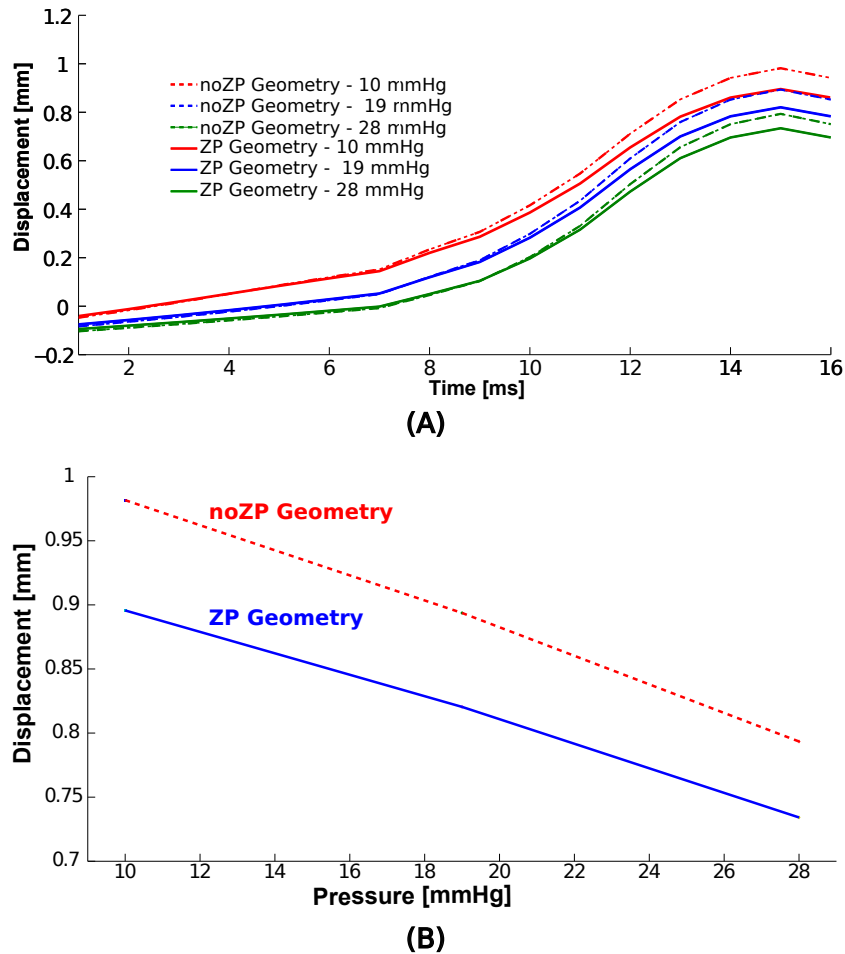 1.2
1
0.8
0.6
0.4
0.2
0
−0.2
Displacement [mm]
noZP Geometry - 10 mmHg
noZP Geometry - 19 mmHg
noZP Geometry - 28 mmHg
ZP Geometry - 10 mmHg
ZP Geometry - 19 mmHg
ZP Geometry - 28 mmHg
2 4 6 8 10 12 14 16
Time [ms]
(A)
1
0.95
0.9
0.85
0.8
0.75
0.7
Displacement [mm]
noZP Geometry
ZP Geometry
10 12 14 16 18 20 22 24 26 28
Pressure [mmHg]
(B)